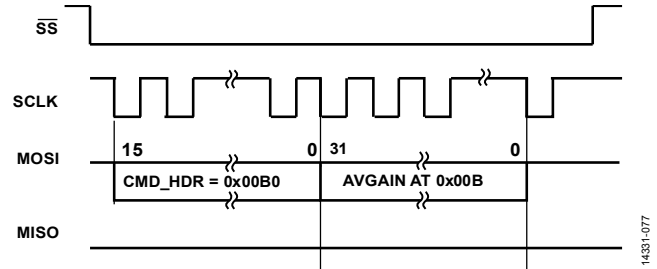 SS
SCLK
MOSI
15 0 31 0
CMD_HDR = 0x00B0 AVGAIN AT 0x00B
MISO
14331-077